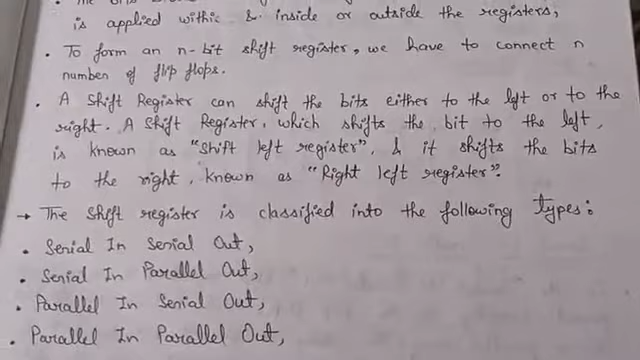 is applied within & inside or outside the registers,
• To form an n-bit shift register, we have to connect n
number of flip flops.
• A Shift Register can shift the bits either to the left or to the
right. A Shift Register, which shifts the bit to the left,
is known as "Shift left register", & it shifts the bits
to the right, known as "Right left register".
→ The shift register is classified into the following types:
• Serial In Serial Out,
• Serial In Parallel Out,
• Parallel In Serial Out,
• Parallel In Parallel Out,